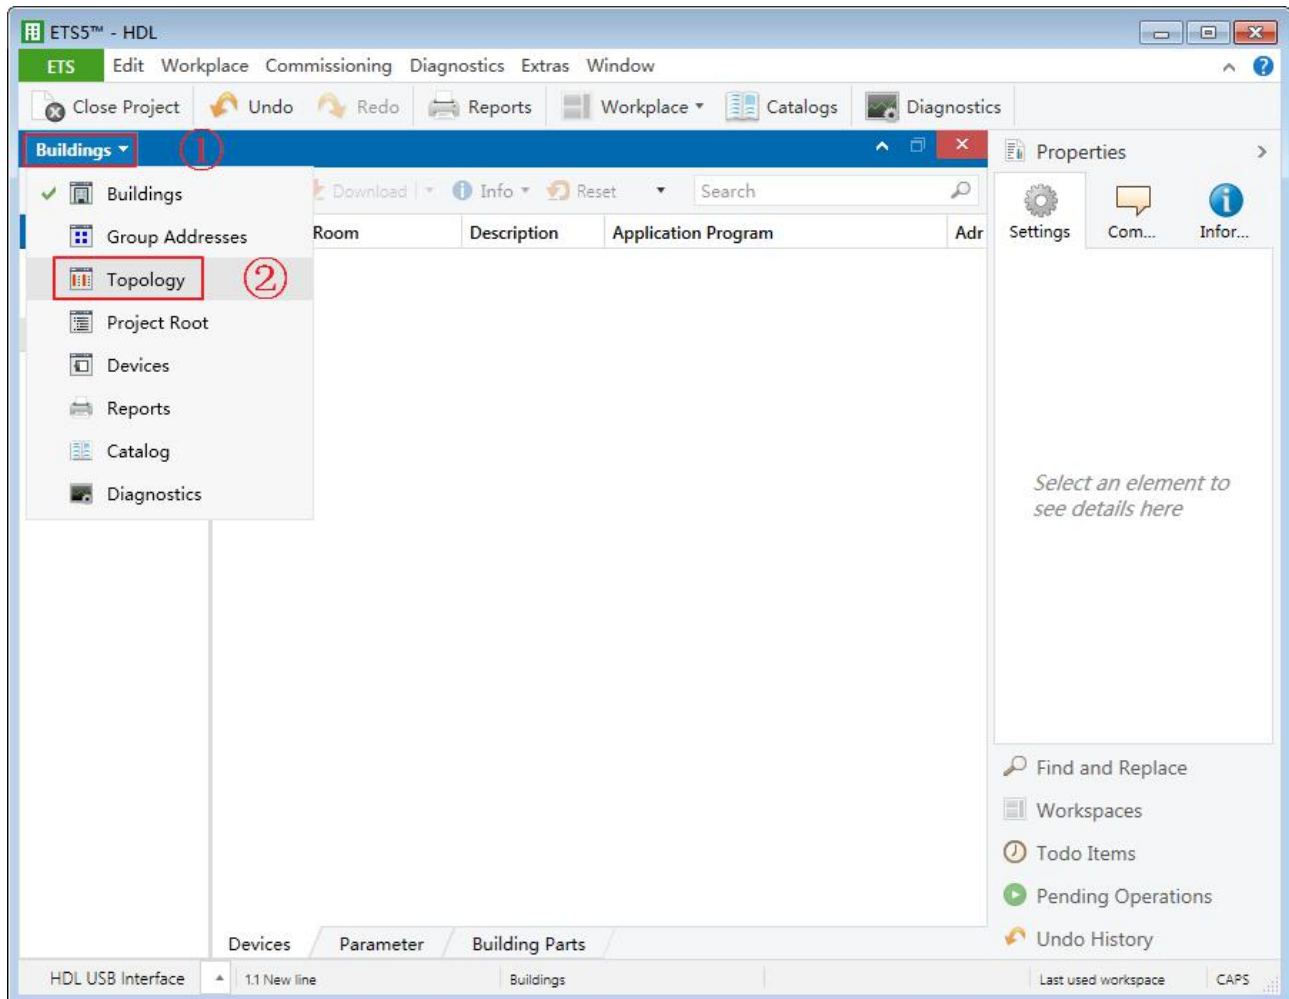 ETS5™ - HDL
ETS Edit Workplace Commissioning Diagnostics Extras Window
Close Project Undo Redo Reports Workplace Catalogs Diagnostics
Buildings ① Properties
Buildings Download Info Reset Search
Settings Com... Infor...
Group Addresses Room Description Application Program Adr
Topology ②
Project Root
Devices
Reports
Catalog
Diagnostics
Select an element to
see details here
Find and Replace
Workspaces
Todo Items
Pending Operations
Undo History
Devices Parameter Building Parts
HDL USB Interface 1.1 New line Buildings Last used workspace CAPS